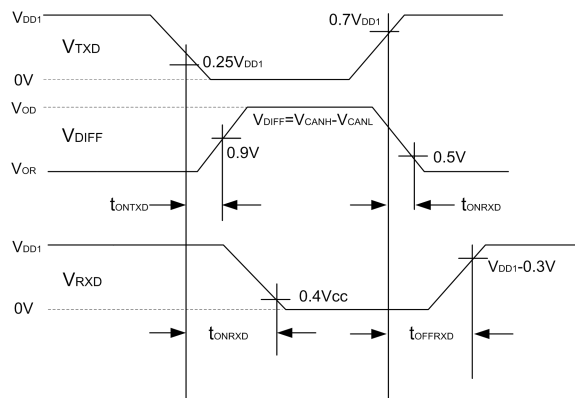 VDD1
VTXD
0.25VDD1
0.7VDD1
0V
VOD
VDIFF
VDIFF=VCANH-VCANL
0.9V
0.5V
VOR
tONTXD
tONRXD
VDD1
VRXD
VDD1-0.3V
0.4Vcc
0V
tONRXD
tOFFRXD